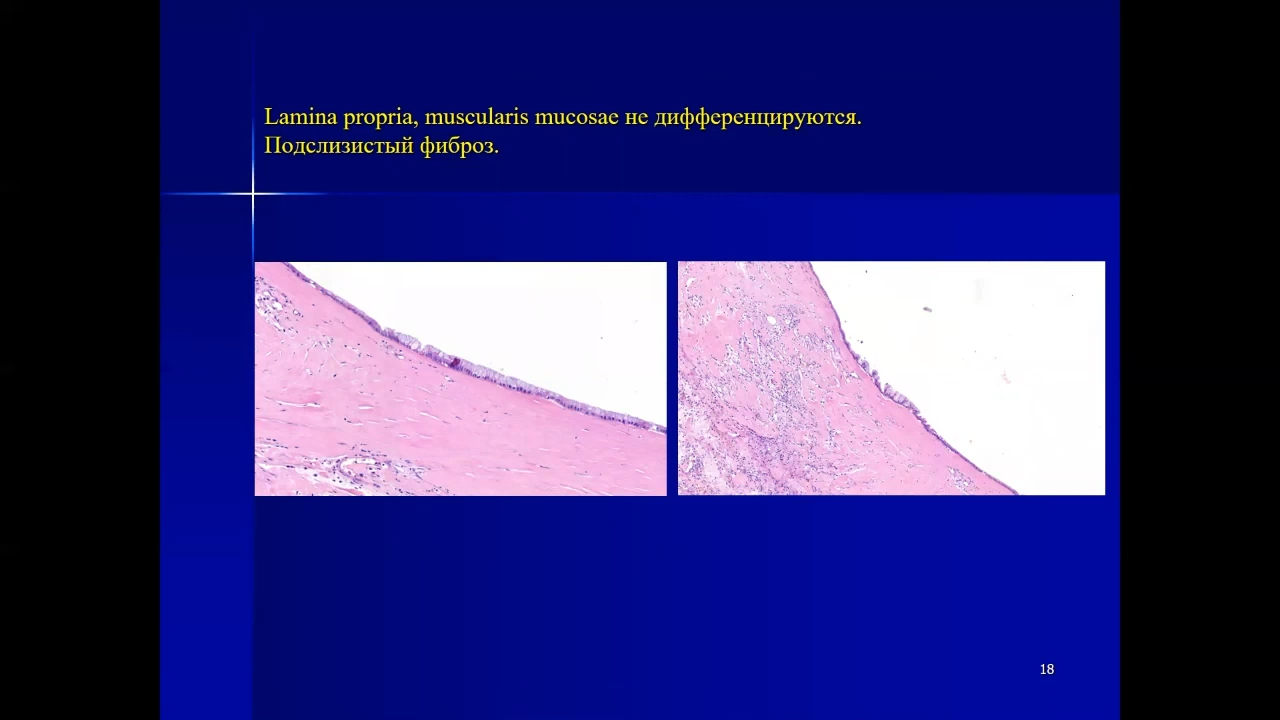 Lamina propria, muscularis mucosae не дифференцируются.
Подслизистый фиброз.
18